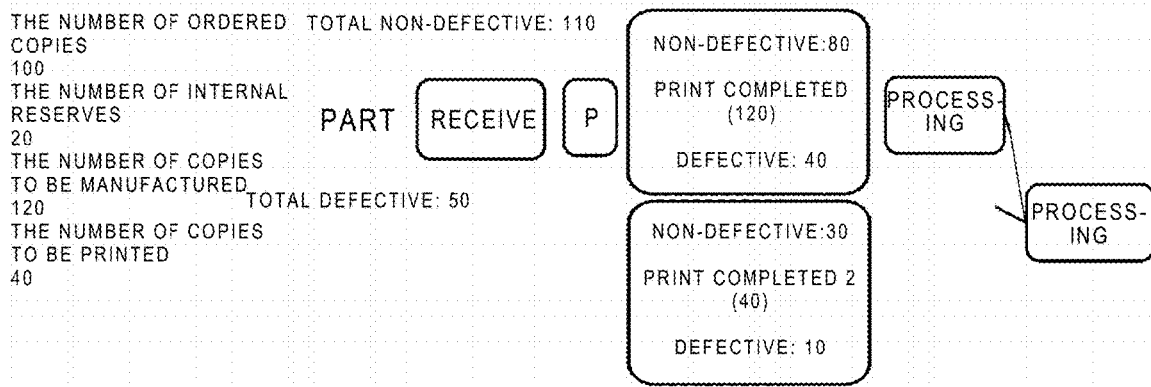 THE NUMBER OF ORDERED
COPIES
100
THE NUMBER OF INTERNAL
RESERVES
20
THE NUMBER OF COPIES
TO BE MANUFACTURED
120
THE NUMBER OF COPIES
TO BE PRINTED
40
TOTAL NON-DEFECTIVE: 110
TOTAL DEFECTIVE: 50
PART
RECEIVE
P
NON-DEFECTIVE:80
PRINT COMPLETED
(120)
DEFECTIVE: 40
NON-DEFECTIVE:30
PRINT COMPLETED 2
(40)
DEFECTIVE: 10
PROCESS-
ING
PROCESS-
ING